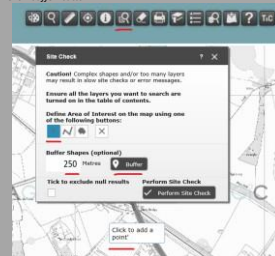 Site Check ? X
Caution! Complex shapes and/or too many layers
may result in slow site checks or error messages.
Ensure all the layers you want to search are
turned on in the table of contents.
Define Area of Interest on the map using one
of the following buttons:
Buffer Shapes (optional)
250 Metres Buffer
Tick to exclude null results Perform Site Check
Perform Site Check
Click to add a
point'